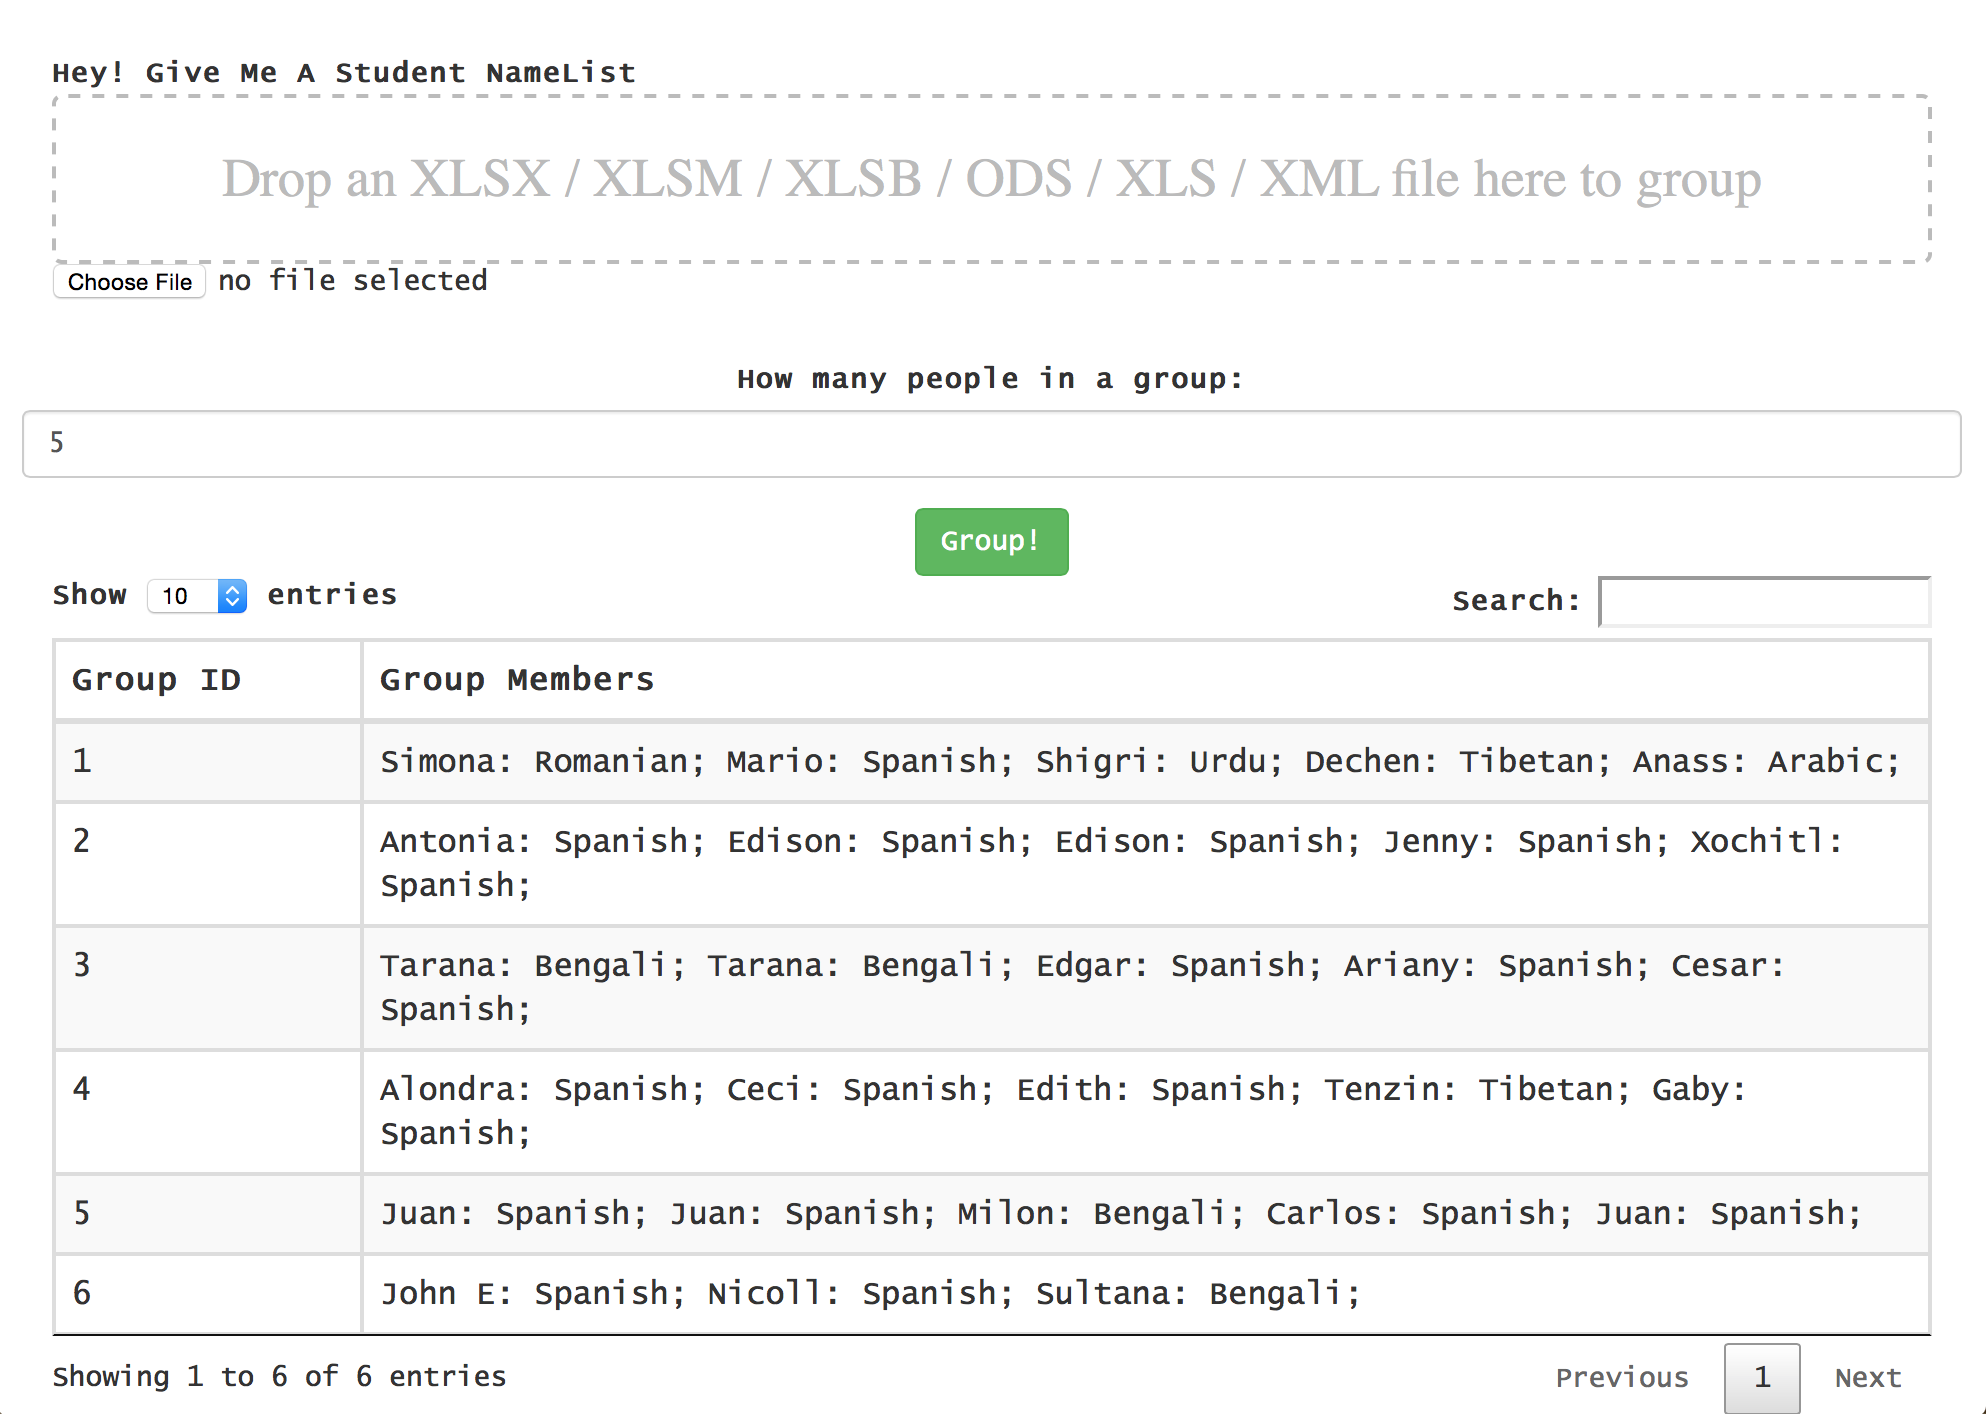 Hey! Give Me A Student NameList
Drop an XLSX / XLSM / XLSB / ODS / XLS / XML file here to group
Choose File no file selected
How many people in a group:
5
Group!
Show 10 entries
Search:
Group ID Group Members
1 Simona: Romanian; Mario: Spanish; Shigri: Urdu; Dechen: Tibetan; Anass: Arabic;
2 Antonia: Spanish; Edison: Spanish; Edison: Spanish; Jenny: Spanish; Xochitl:
Spanish;
3 Tarana: Bengali; Tarana: Bengali; Edgar: Spanish; Ariany: Spanish; Cesar:
Spanish;
4 Alondra: Spanish; Ceci: Spanish; Edith: Spanish; Tenzin: Tibetan; Gaby:
Spanish;
5 Juan: Spanish; Juan: Spanish; Milon: Bengali; Carlos: Spanish; Juan: Spanish;
6 John E: Spanish; Nicoll: Spanish; Sultana: Bengali;
Showing 1 to 6 of 6 entries
Previous 1 Next